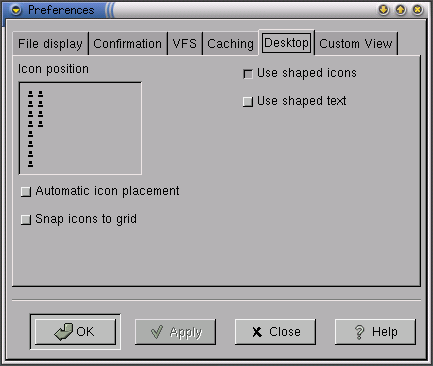 Preferences
File display Confirmation VFS Caching Desktop Custom View
Icon position
Use shaped icons
Use shaped text
Automatic icon placement
Snap icons to grid
OK Apply Close Help